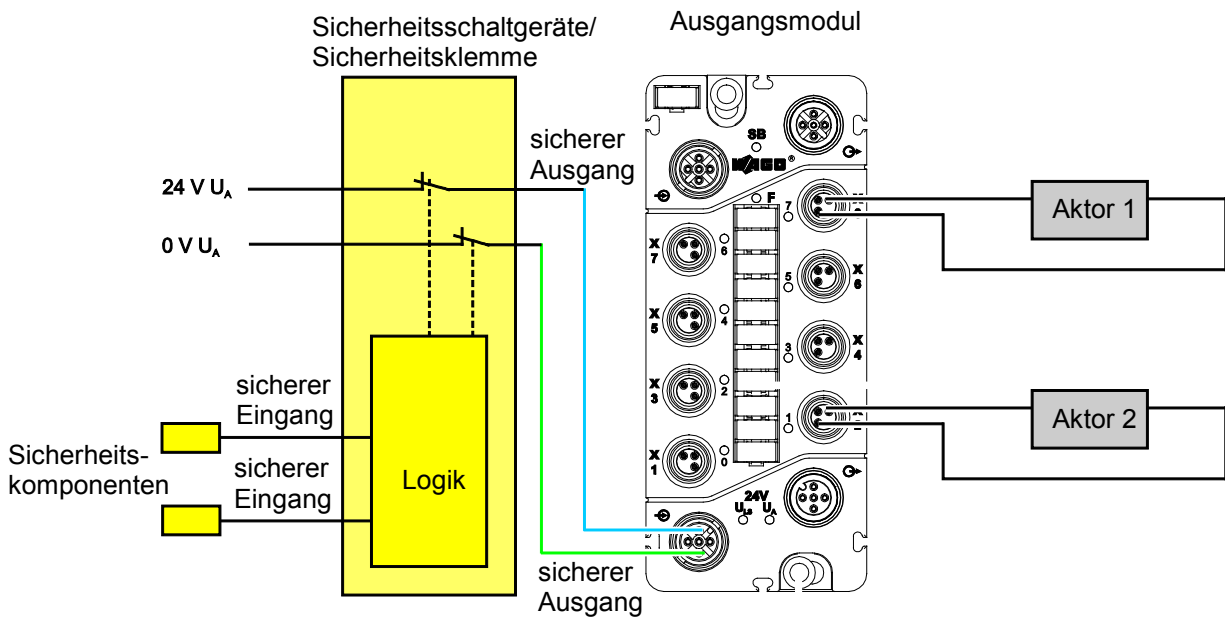 Sicherheitsschaltgeräte/
Sicherheitsklemme
Ausgangsmodul
sicherer
Ausgang
24 V UA
0 V UA
SB
WAGO®
F
7
X
Aktor 1
X
7
6
5
X
6
X
5
4
3
X
4
X
3
2
1
Aktor 2
X
1
0
sicherer
Eingang
Sicherheits-
komponenten
sicherer
Eingang
Logik
24V
ULS
UA
sicherer
Ausgang